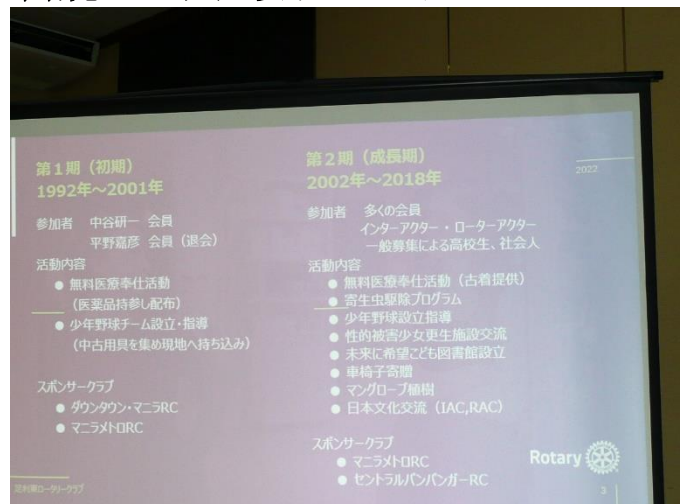 第1期（初期）
1992年～2001年
参加者 中谷研一 会員
平野嘉彦 会員（退会）
活動内容
● 無料医療奉仕活動
（医薬品持参し配布）
● 少年野球チーム設立・指導
（中古用具を集め現地へ持ち込み）
スポンサークラブ
● ダウンタウン・マニラRC
● マニラメトロRC
足利東ロータリークラブ
第2期（成長期）
2002年～2018年
2022
参加者 多くの会員
インターアクター・ローターアクター
一般募集による高校生、社会人
活動内容
● 無料医療奉仕活動（古着提供）
● 寄生虫駆除プログラム
● 少年野球設立指導
● 性的被害少女更生施設交流
● 未来に希望こども図書館設立
● 車椅子寄贈
● マングローブ植樹
● 日本文化交流（IAC,RAC）
スポンサークラブ
● マニラメトロRC
● セントラルパンパンガーRC
Rotary
3